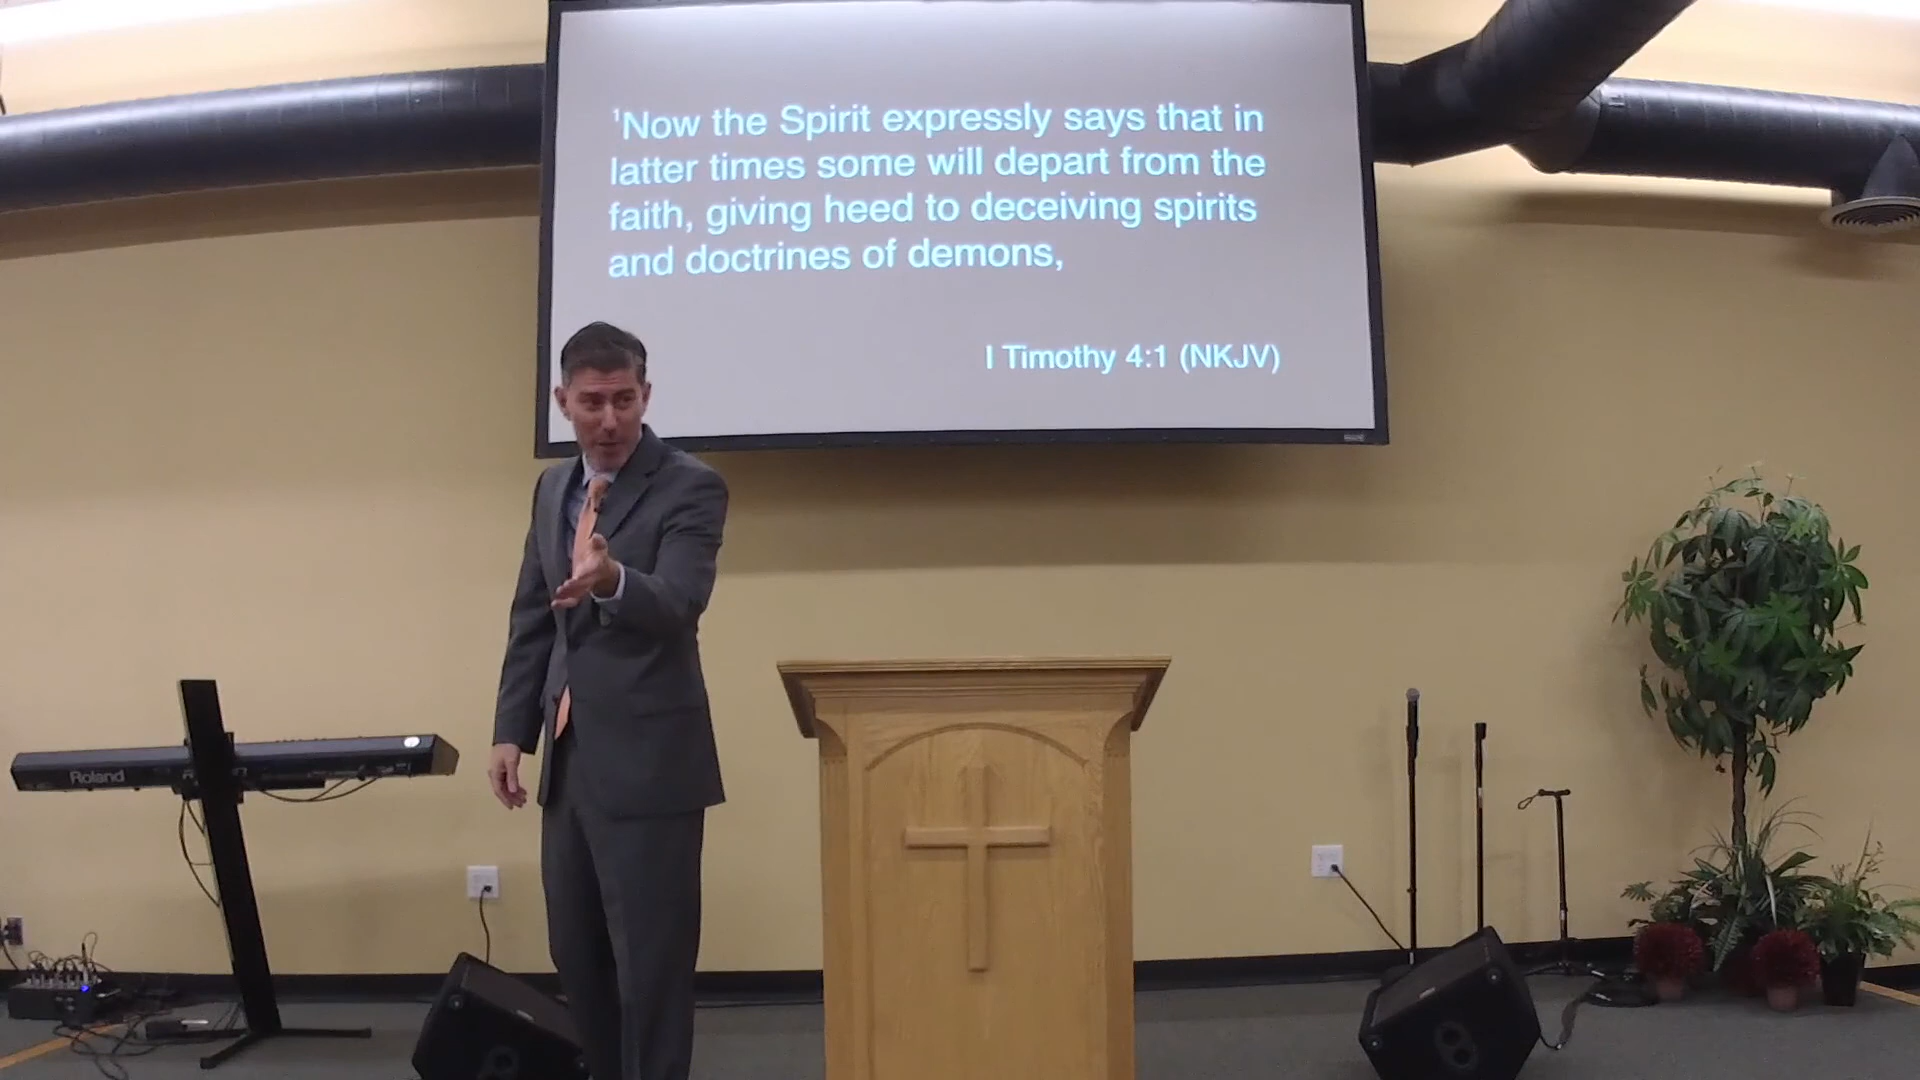 ¹Now the Spirit expressly says that in
latter times some will depart from the
faith, giving heed to deceiving spirits
and doctrines of demons,
I Timothy 4:1 (NKJV)
Roland